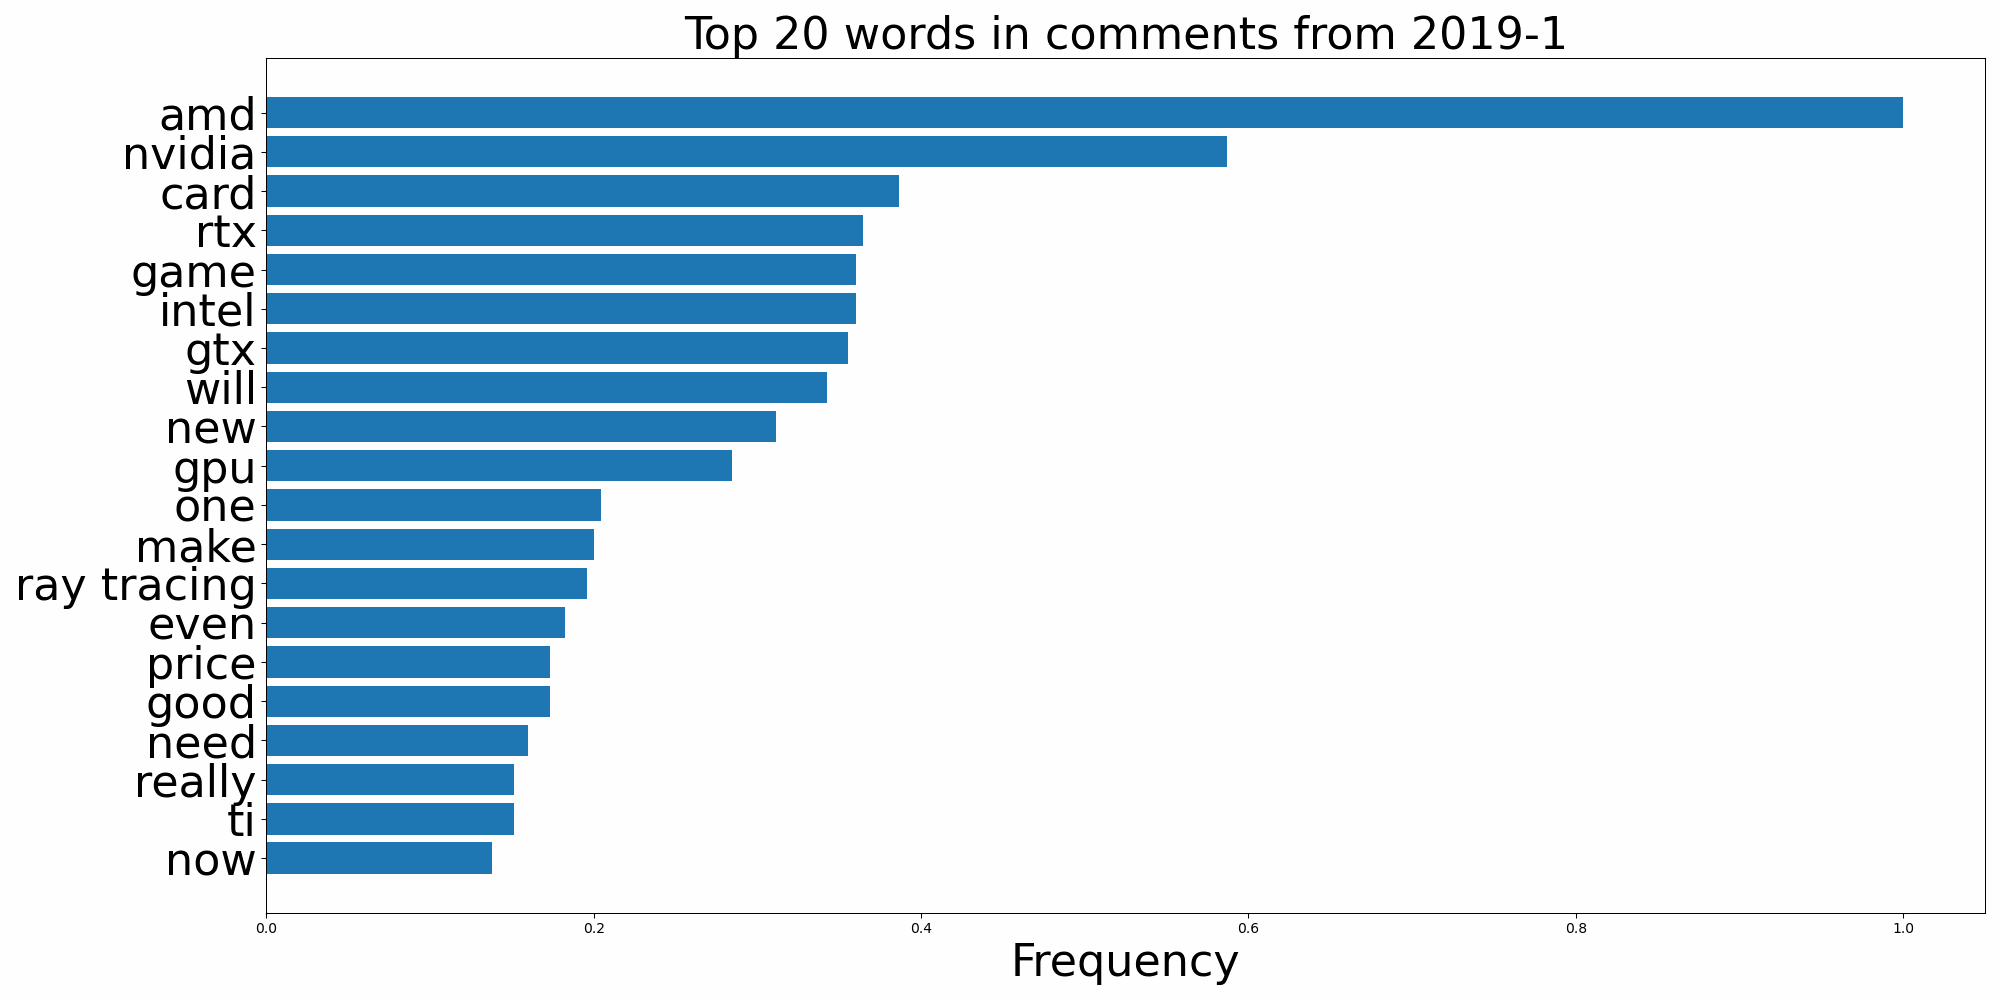 Top 20 words in comments from 2019-1
amd
nvidia
card
rtx
game
intel
gtx
will
new
gpu
one
make
ray tracing
even
price
good
need
really
ti
now
0.0 0.2 0.4 0.6 0.8 1.0
Frequency